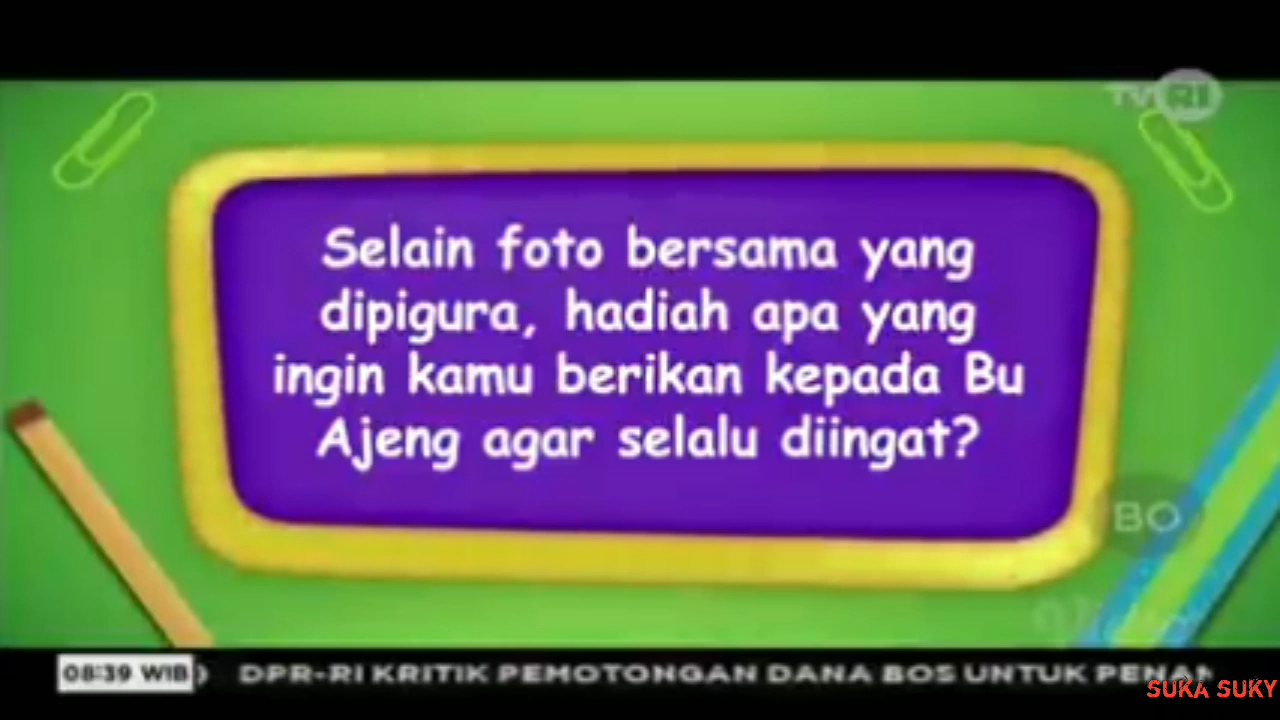 TVRI
Selain foto bersama yang
dipigura, hadiah apa yang
ingin kamu berikan kepada Bu
Ajeng agar selalu diingat?
BO
08:39 WIB
DPR-RI KRITIK PEMOTONGAN DANA BOS UNTUK
SUKA SUKY